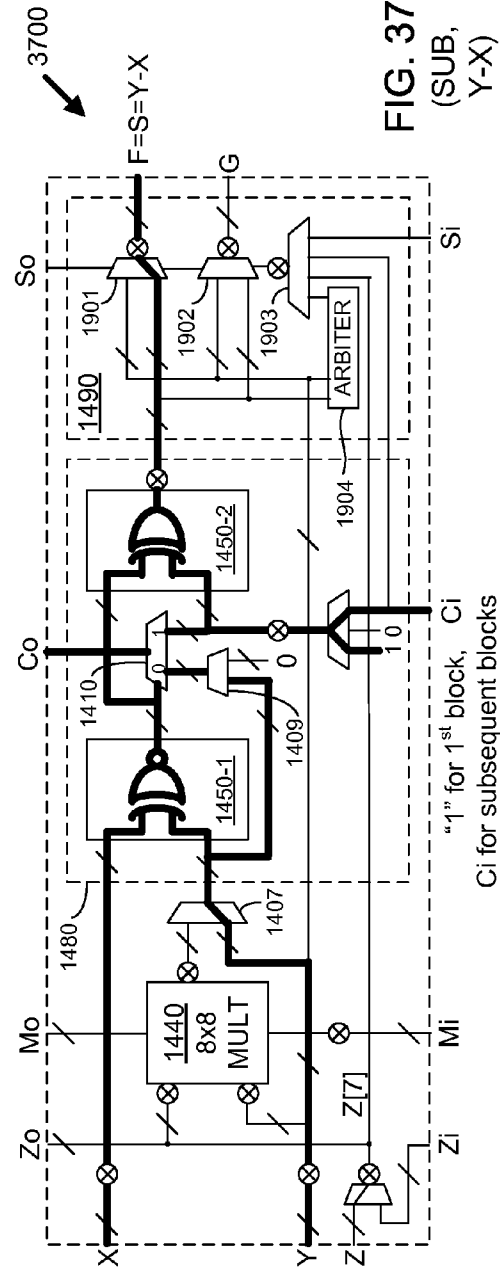 3700
FIG. 37
(SUB,
Y-X)
Zo
Mo
Co
So
1480
1410
1490
1901
X
F=S=Y-X
1440
8x8
MULT
1450-1
1450-2
0
1
1902
G
1407
1409
0
1903
Y
ARBITER
1904
Z[7]
1
0
Z
Zi
Mi
Ci
Si
"1" for 1st block,
Ci for subsequent blocks